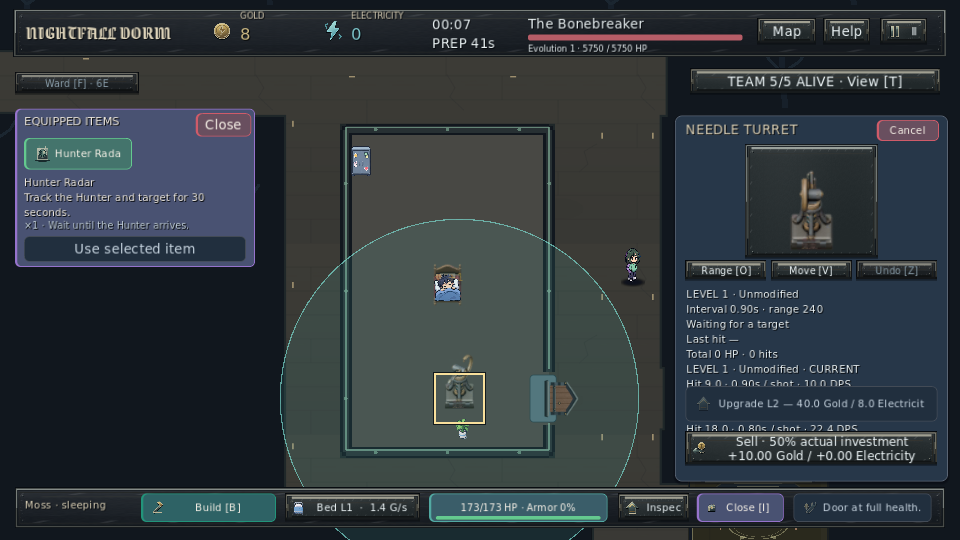 NIGHTFALL DORM
GOLD
8
ELECTRICITY
0
00:07
PREP 41s
The Bonebreaker
Evolution 1 · 5750 / 5750 HP
Map
Help
Ward [F] · 6E
TEAM 5/5 ALIVE · View [T]
EQUIPPED ITEMS
Close
Hunter Rada
Hunter Radar
Track the Hunter and target for 30
seconds.
×1 · Wait until the Hunter arrives.
Use selected item
NEEDLE TURRET
Cancel
Range [O]
Move [V]
Undo [Z]
LEVEL 1 · Unmodified
Interval 0.90s · range 240
Waiting for a target
Last hit —
Total 0 HP · 0 hits
LEVEL 1 · Unmodified · CURRENT
Hit 9.0 · 0.90s / shot · 10.0 DPS
Upgrade L2 — 40.0 Gold / 8.0 Electricit
Hit 18.0 · 0.80s / shot · 22.4 DPS
Sell · 50% actual investment
+10.00 Gold / +0.00 Electricity
Moss · sleeping
Build [B]
Bed L1 · 1.4 G/s
173/173 HP · Armor 0%
Inspec
Close [I]
Door at full health.